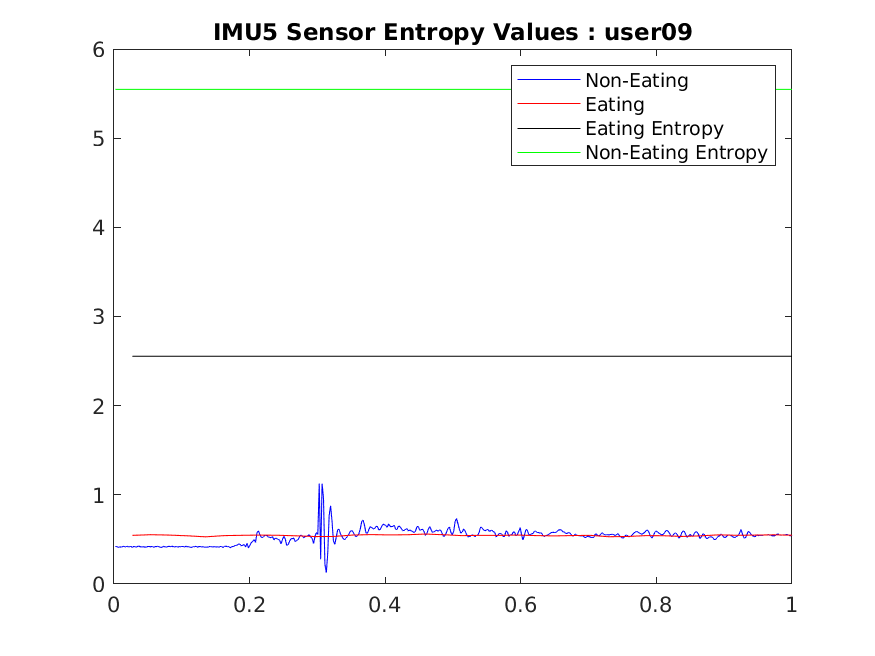 IMU5 Sensor Entropy Values : user09
6
5
4
3
2
1
0
Non-Eating
Eating
Eating Entropy
Non-Eating Entropy
0 0.2 0.4 0.6 0.8 1